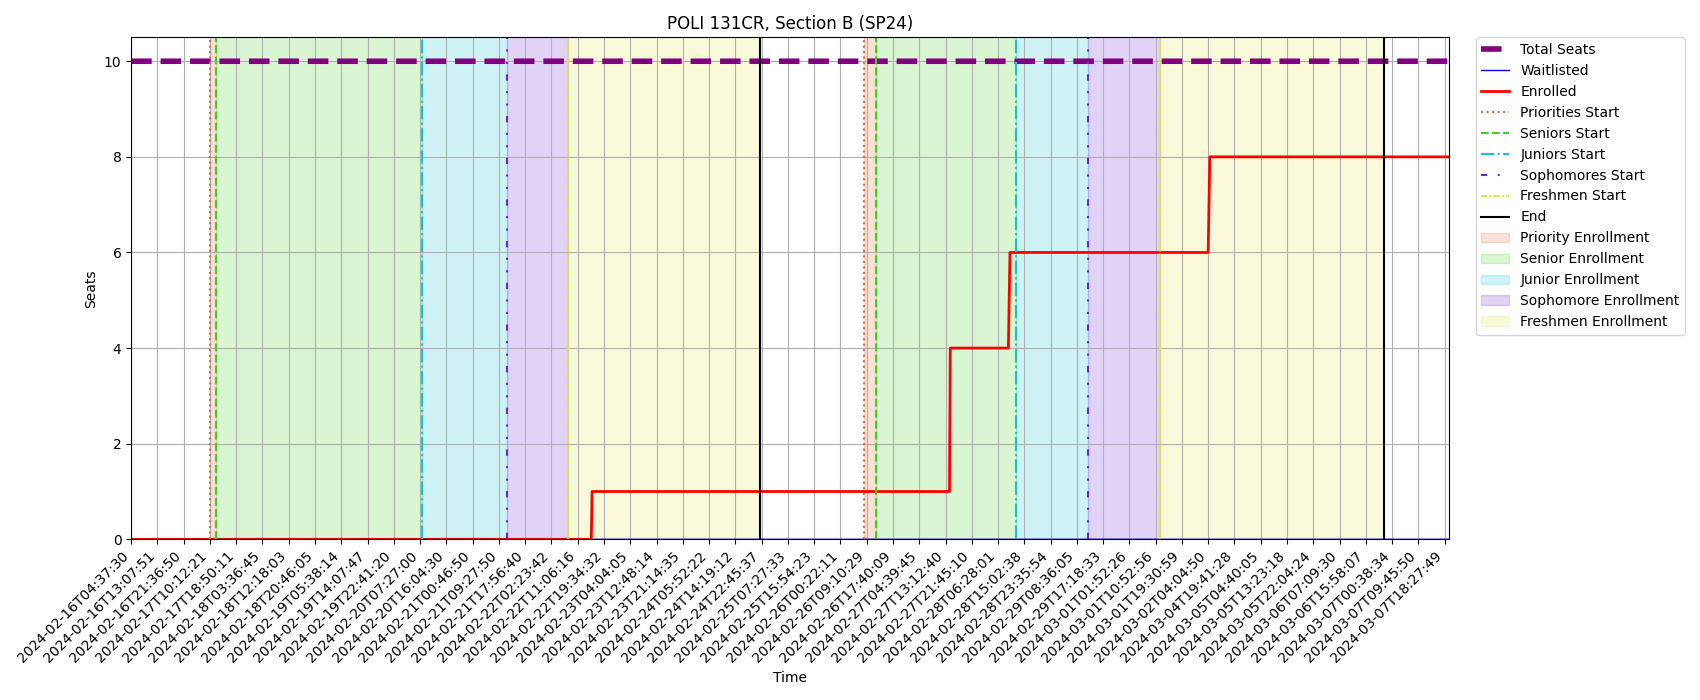 POLI 131CR, Section B (SP24)
Total Seats
Waitlisted
Enrolled
Priorities Start
Seniors Start
Juniors Start
Sophomores Start
Freshmen Start
End
Priority Enrollment
Senior Enrollment
Junior Enrollment
Sophomore Enrollment
Freshmen Enrollment
Seats
10
8
6
4
2
0
2024-02-16T04:37:30
2024-02-16T13:07:51
2024-02-16T21:36:50
2024-02-17T10:12:21
2024-02-17T18:50:11
2024-02-18T03:36:45
2024-02-18T12:18:03
2024-02-18T20:46:05
2024-02-19T05:38:14
2024-02-19T14:07:47
2024-02-19T22:41:20
2024-02-20T07:27:00
2024-02-20T16:04:30
2024-02-21T00:46:50
2024-02-21T09:27:50
2024-02-21T17:56:40
2024-02-22T02:23:42
2024-02-22T11:06:16
2024-02-22T19:34:32
2024-02-23T04:04:05
2024-02-23T12:48:14
2024-02-23T21:14:35
2024-02-24T05:52:22
2024-02-24T14:19:12
2024-02-24T22:45:37
2024-02-25T07:27:33
2024-02-25T15:54:23
2024-02-26T00:22:11
2024-02-26T09:10:29
2024-02-26T17:40:09
2024-02-27T04:39:45
2024-02-27T13:12:40
2024-02-27T21:45:10
2024-02-28T06:28:01
2024-02-28T15:02:38
2024-02-28T23:35:54
2024-02-29T08:36:05
2024-02-29T17:18:33
2024-03-01T01:52:26
2024-03-01T10:52:56
2024-03-01T19:30:59
2024-03-02T04:04:50
2024-03-04T19:41:28
2024-03-05T04:40:05
2024-03-05T13:23:18
2024-03-05T22:04:24
2024-03-06T07:09:30
2024-03-06T15:58:07
2024-03-07T00:38:34
2024-03-07T09:45:50
2024-03-07T18:27:49
Time